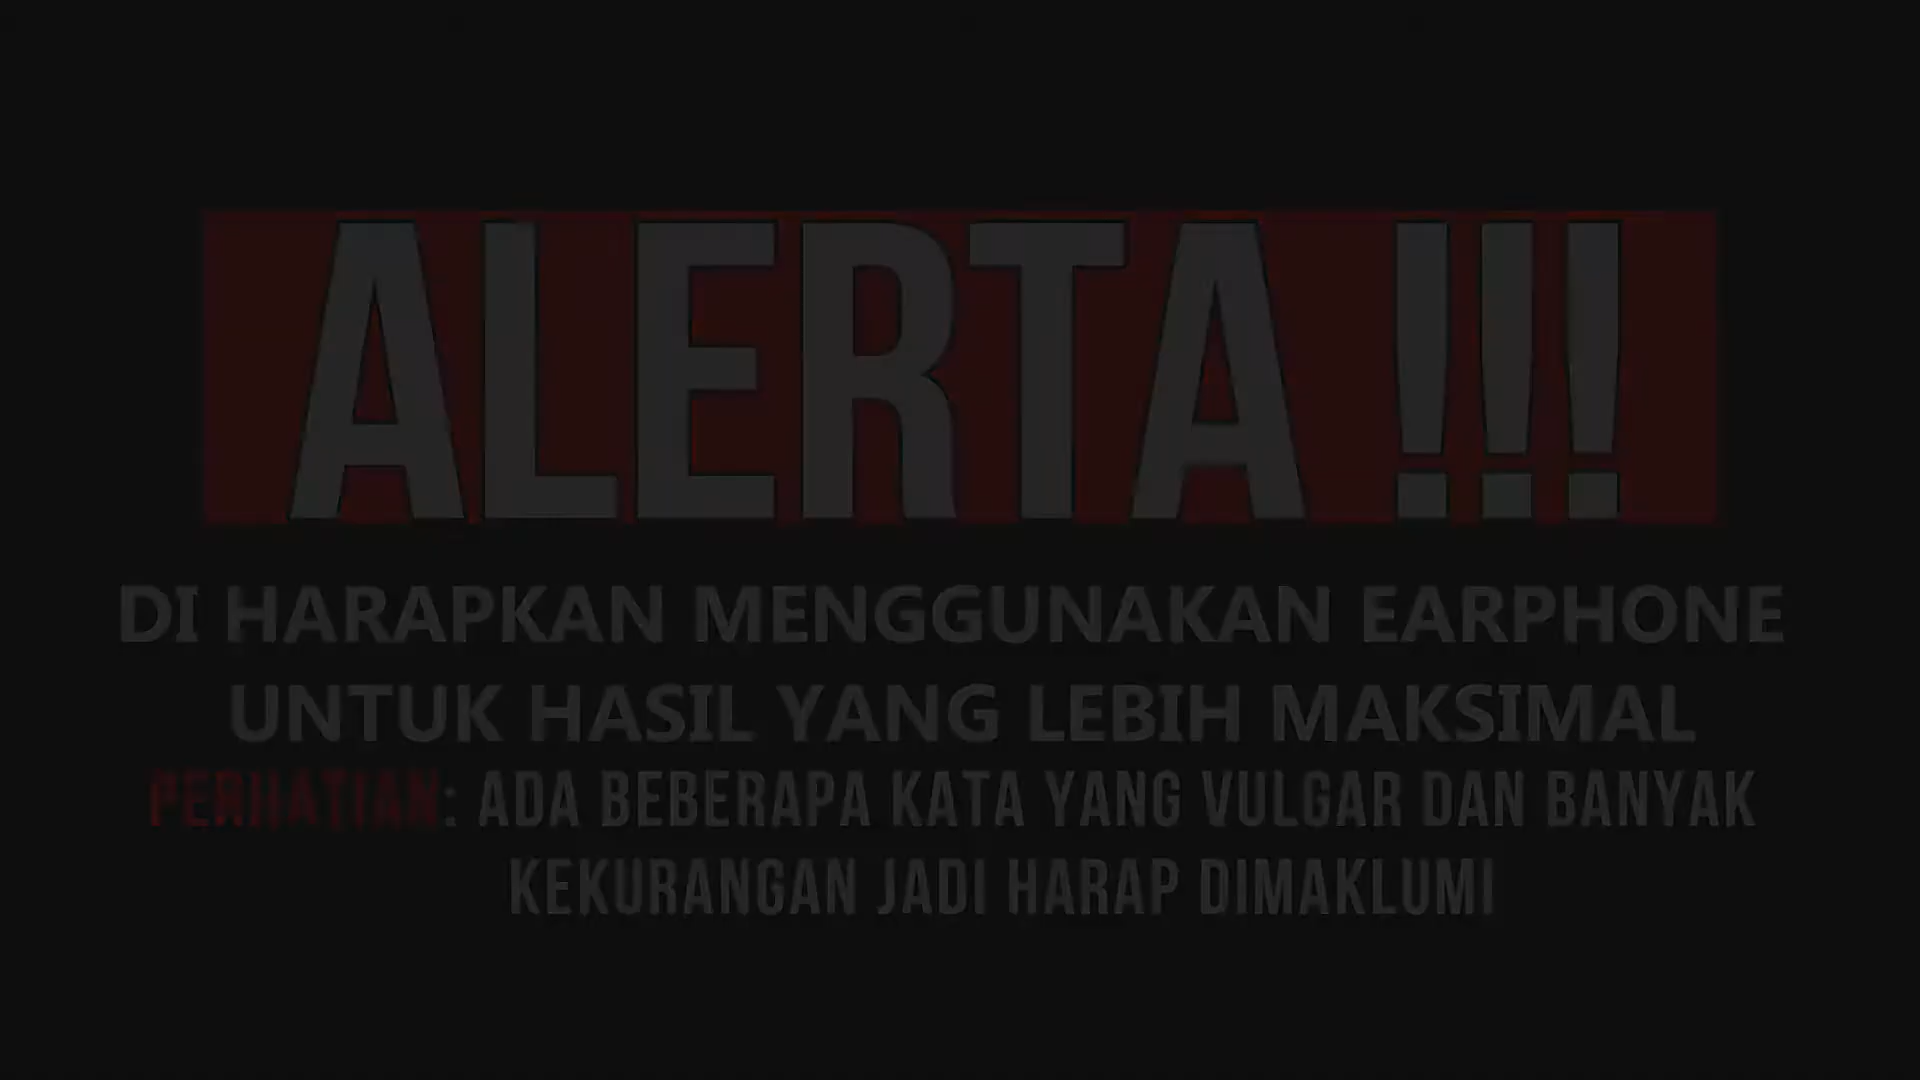 ALERTA !!!
DI HARAPKAN MENGGUNAKAN EARPHONE
UNTUK HASIL YANG LEBIH MAKSIMAL
PERHATIAN: ADA BEBERAPA KATA YANG VULGAR DAN BANYAK
KEKURANGAN JADI HARAP DIMAKLUMI